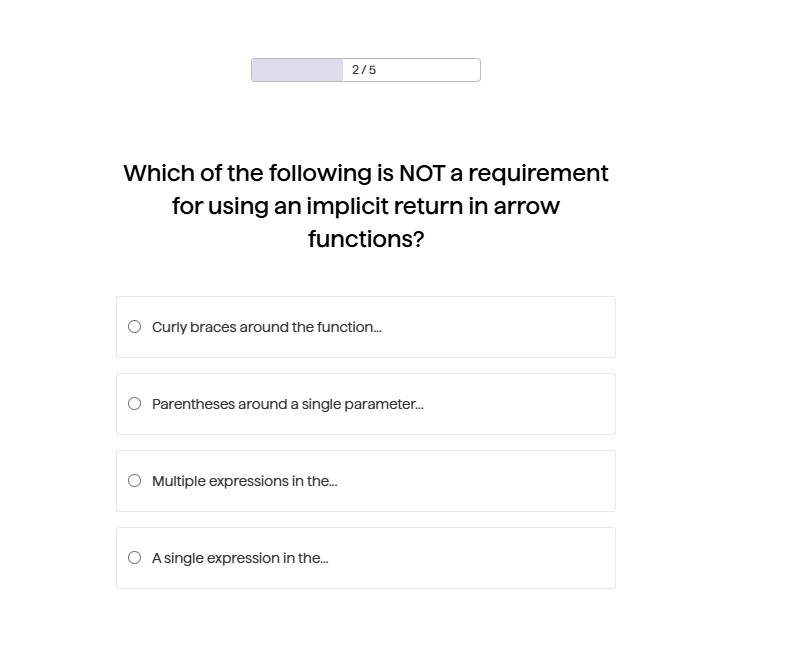 2 / 5
Which of the following is NOT a requirement
for using an implicit return in arrow
functions?
Curly braces around the function...
Parentheses around a single parameter...
Multiple expressions in the...
A single expression in the...